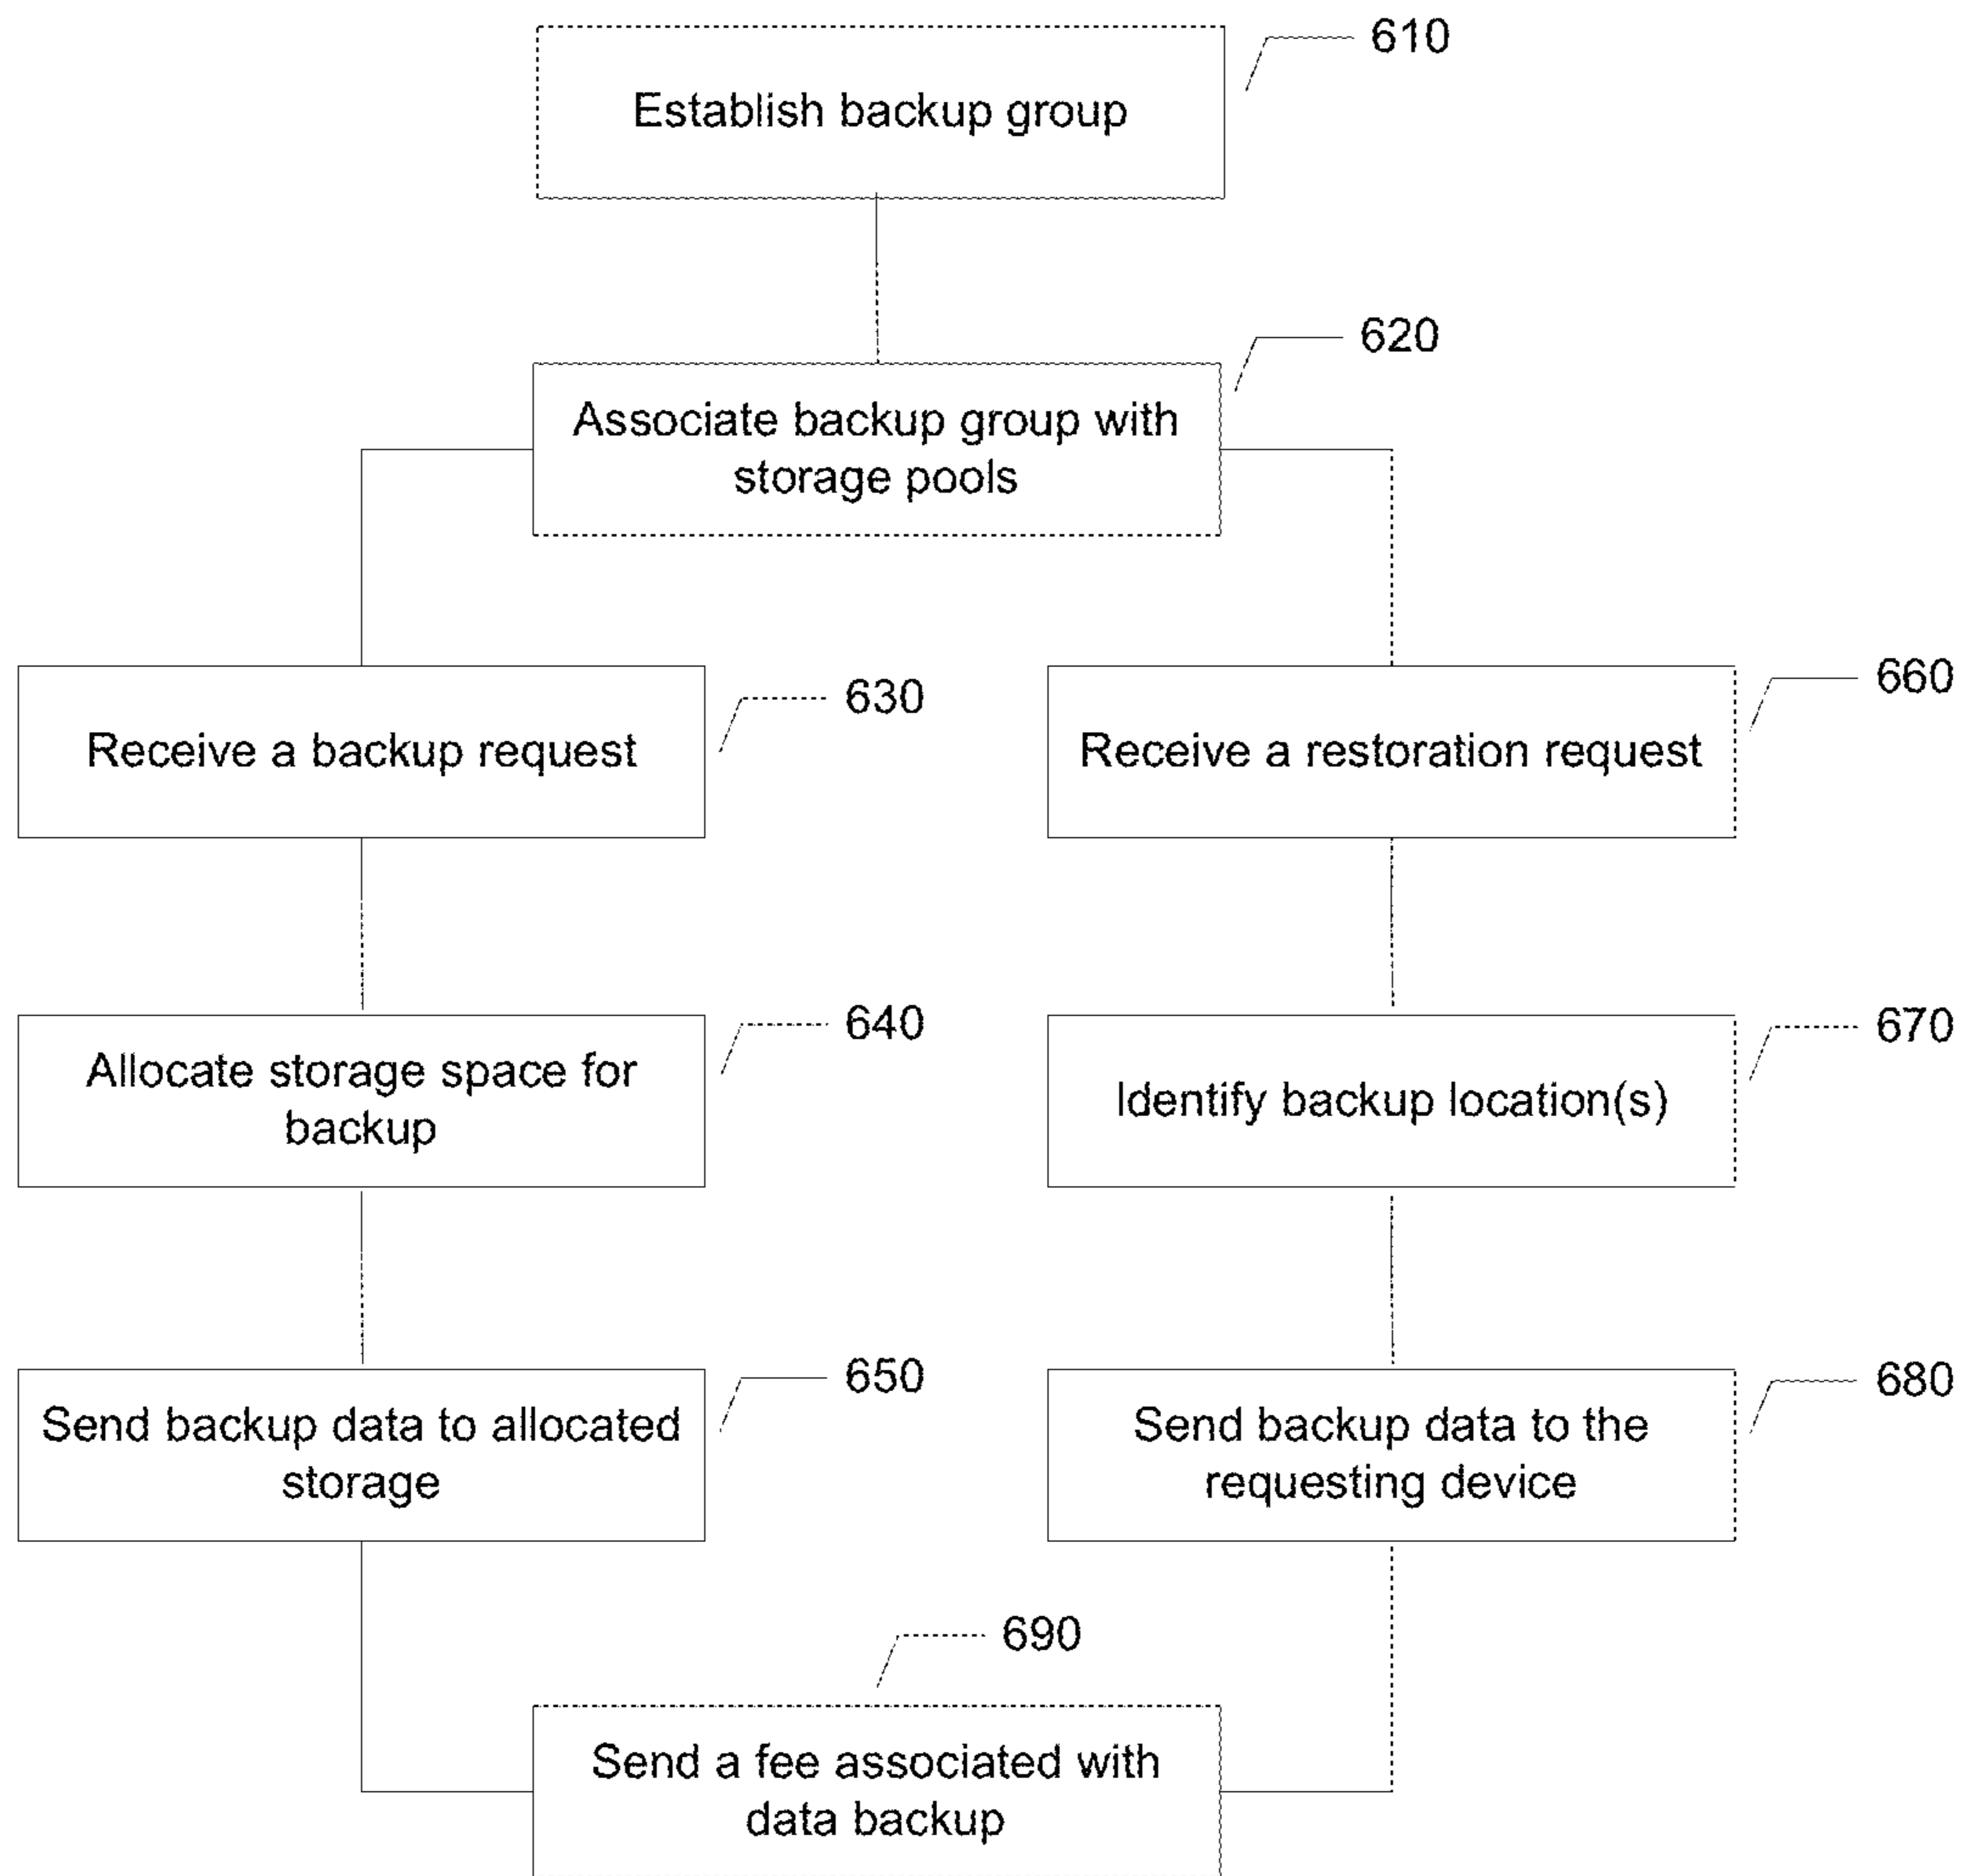 610
Establish backup group
620
Associate backup group with
storage pools
630
Receive a backup request
660
Receive a restoration request
640
Allocate storage space for
backup
670
Identify backup location(s)
650
Send backup data to allocated
storage
680
Send backup data to the
requesting device
690
Send a fee associated with
data backup